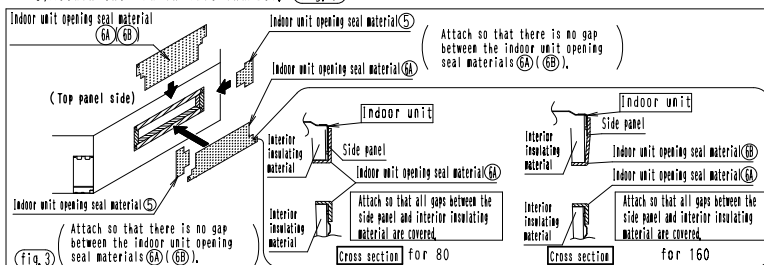 Indoor unit opening seal material
6A 6B
Indoor unit opening seal material 5
Indoor unit opening seal material 6A
(Attach so that there is no gap
between the indoor unit opening
seal materials 6A (6B).)
(Top panel side)
Indoor unit
Side panel
Interior
insulating
material
Indoor unit opening seal material 6A
Interior
insulating
material
Attach so that all gaps between the
side panel and interior insulating
material are covered.
Cross section for 80
Indoor unit
Side panel
Interior
insulating
material
Indoor unit opening seal material 6B
Indoor unit opening seal material 6A
Interior
insulating
material
Attach so that all gaps between the
side panel and interior insulating
material are covered.
Cross section for 160
Indoor unit opening seal material 5
(Attach so that there is no gap
between the indoor unit opening
seal materials 6A (6B).)
(fig. 3)